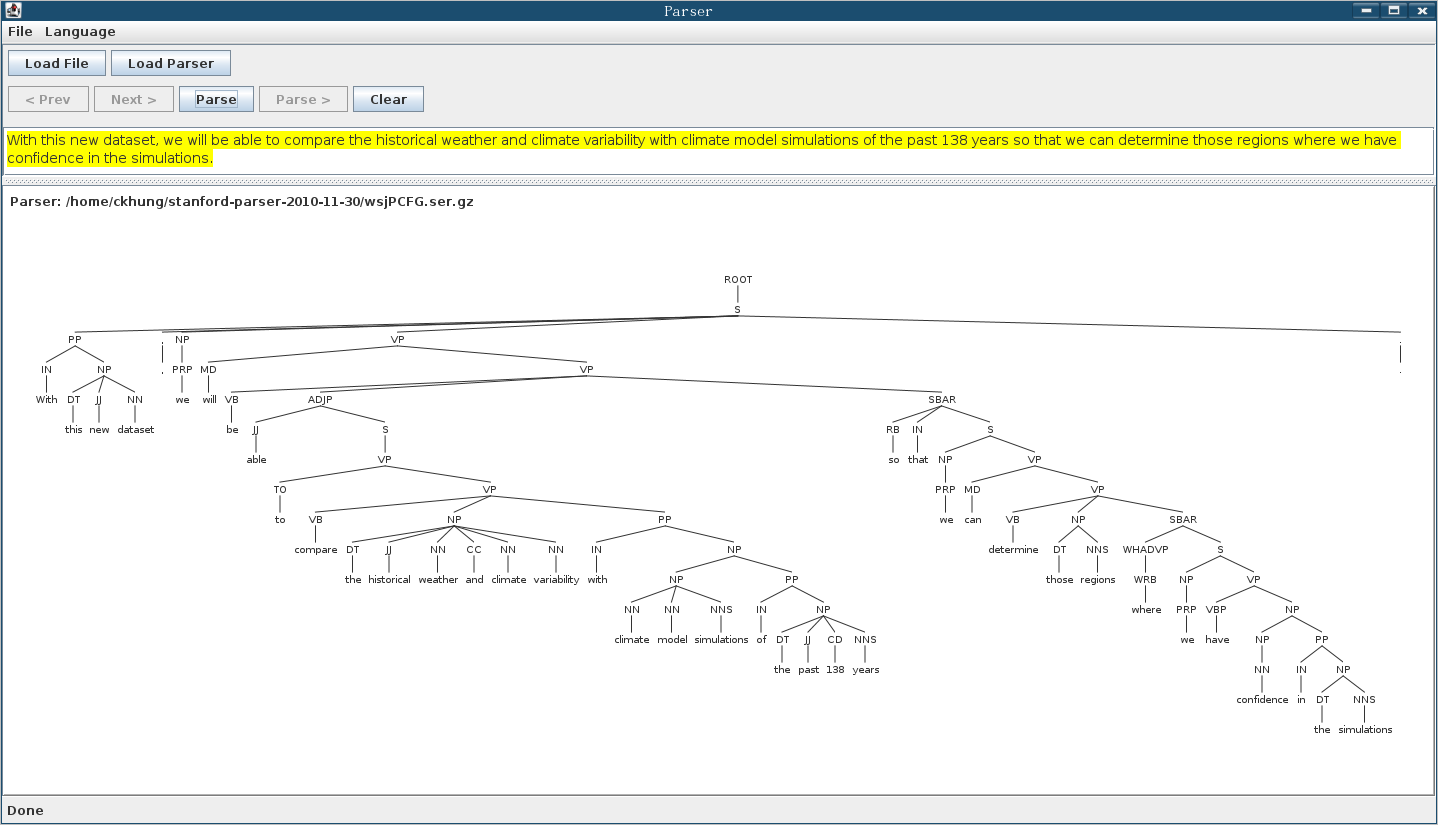 Parser
File Language
Load File Load Parser
< Prev Next > Parse Parse > Clear
With this new dataset, we will be able to compare the historical weather and climate variability with climate model simulations of the past 138 years so that we can determine those regions where we have
confidence in the simulations.
Parser: /home/ckhung/stanford-parser-2010-11-30/wsjPCFG.ser.gz
ROOT
S
PP , NP VP .
IN NP , PRP MD VP .
With DT JJ NN we will VB ADJP SBAR
this new dataset be JJ S RB IN S
able VP so that NP VP
TO VP PRP MD VP
to VB NP PP we can VB NP SBAR
compare DT JJ NN CC NN NN IN NP determine DT NNS WHADVP S
the historical weather and climate variability with NP PP those regions WRB NP VP
NN NN NNS IN NP where PRP VBP NP
climate model simulations of DT JJ CD NNS we have NP PP
the past 138 years NN IN NP
confidence in DT NNS
the simulations
Done